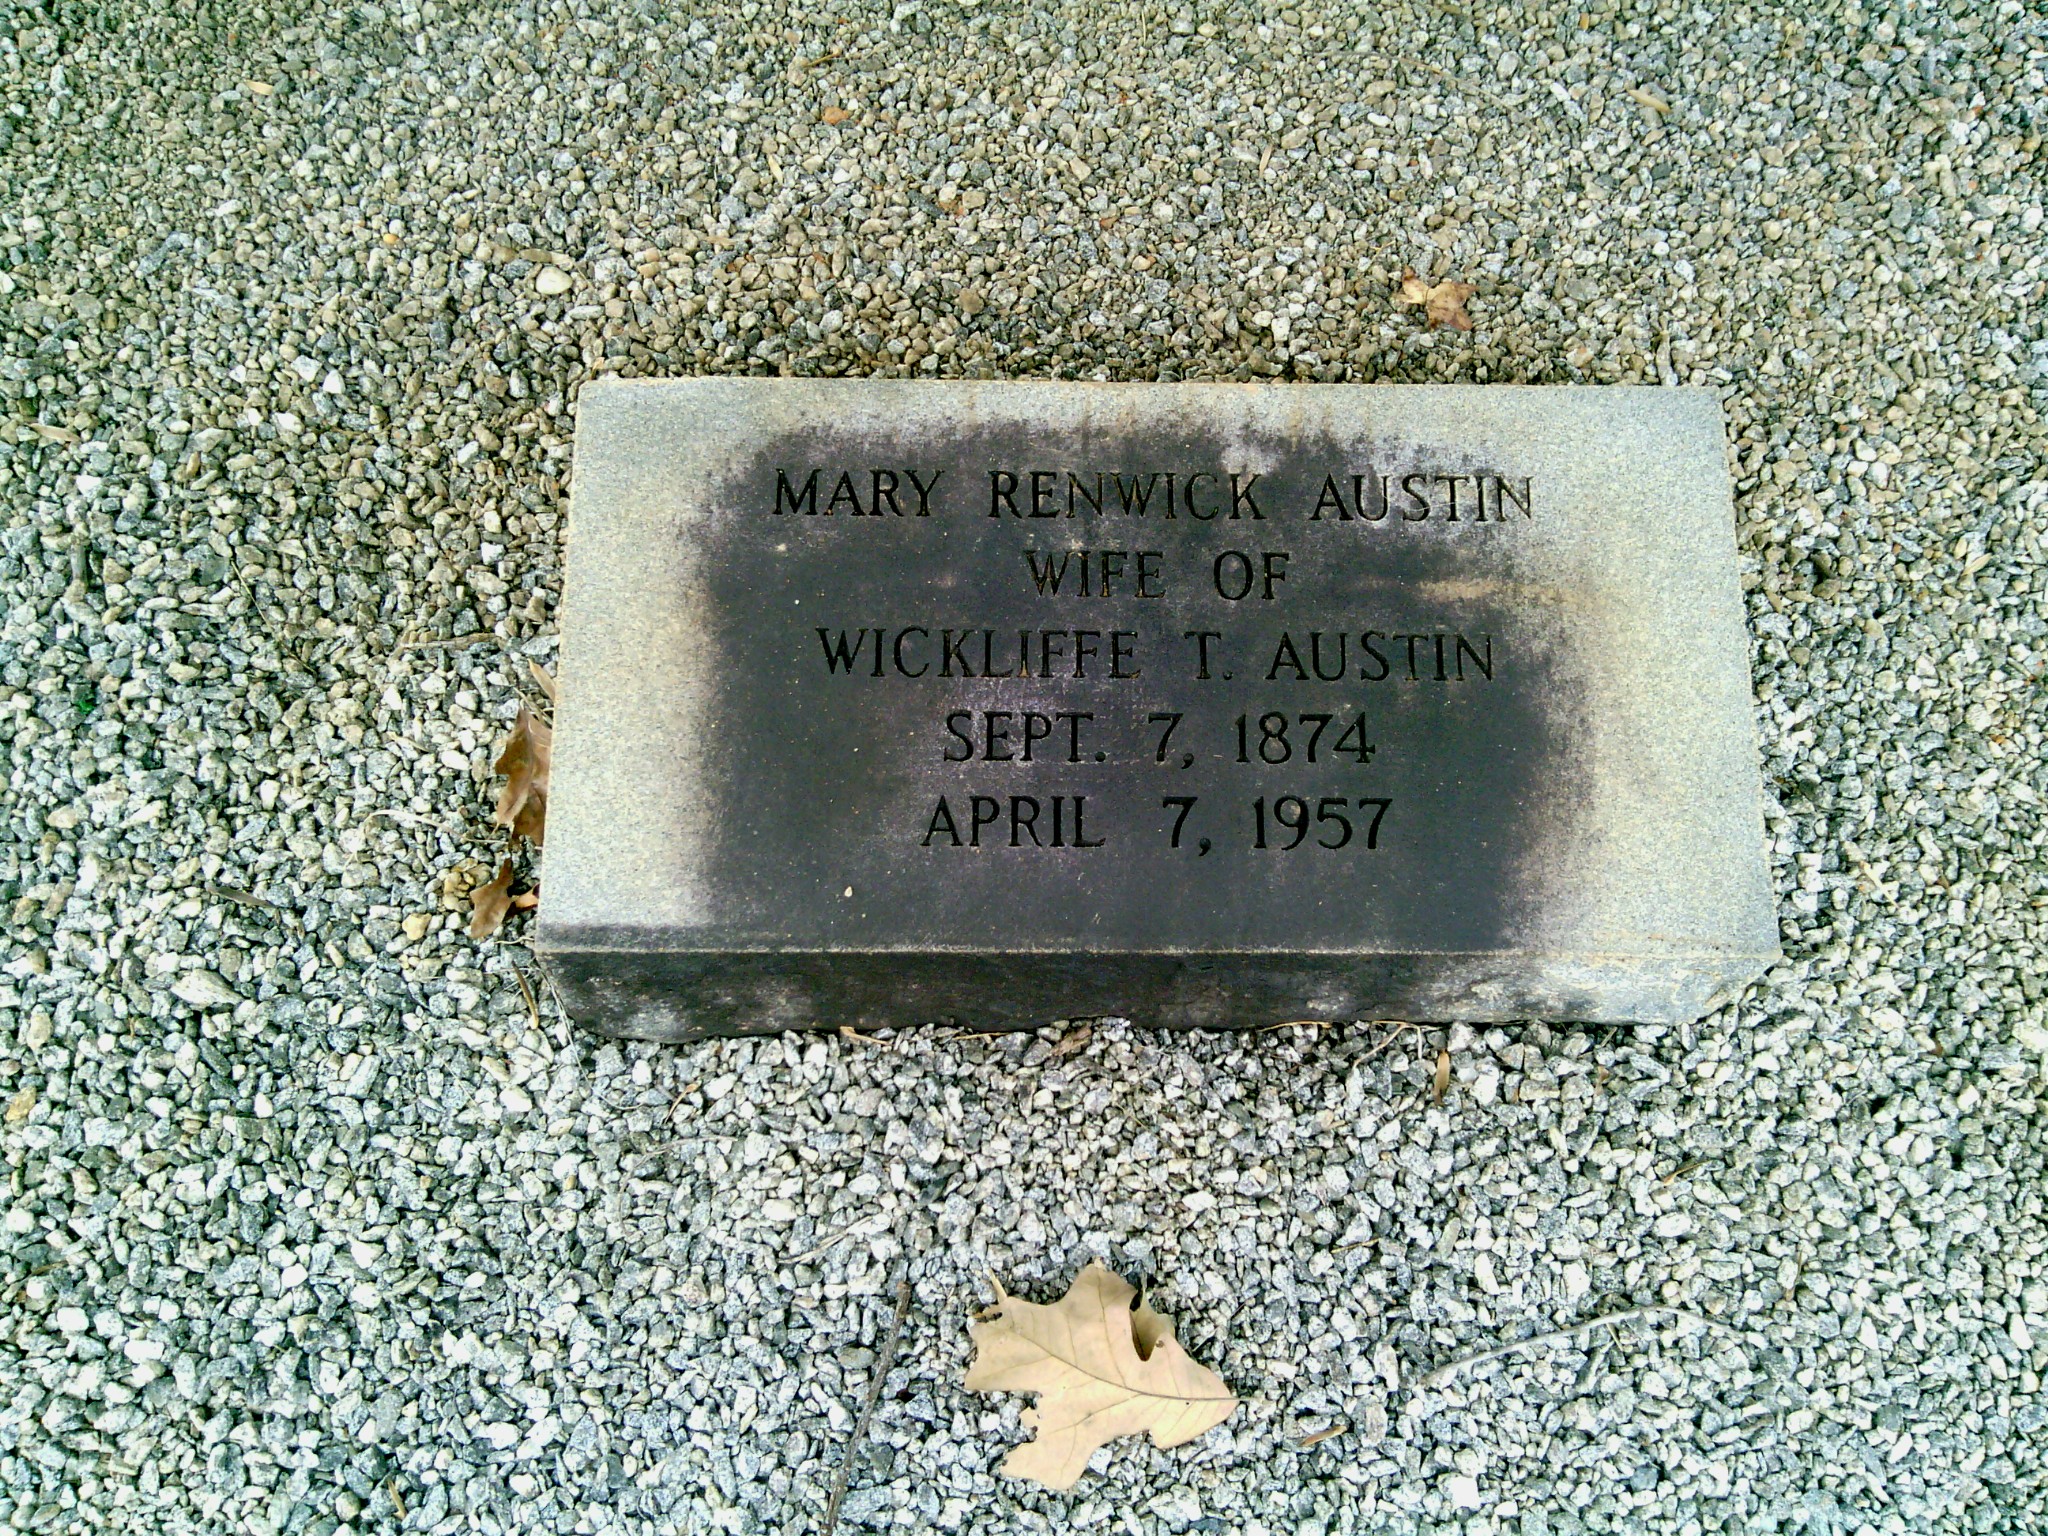 MARY RENWICK AUSTIN
WIFE OF
WICKLIFFE T. AUSTIN
SEPT. 7, 1874
APRIL 7, 1957